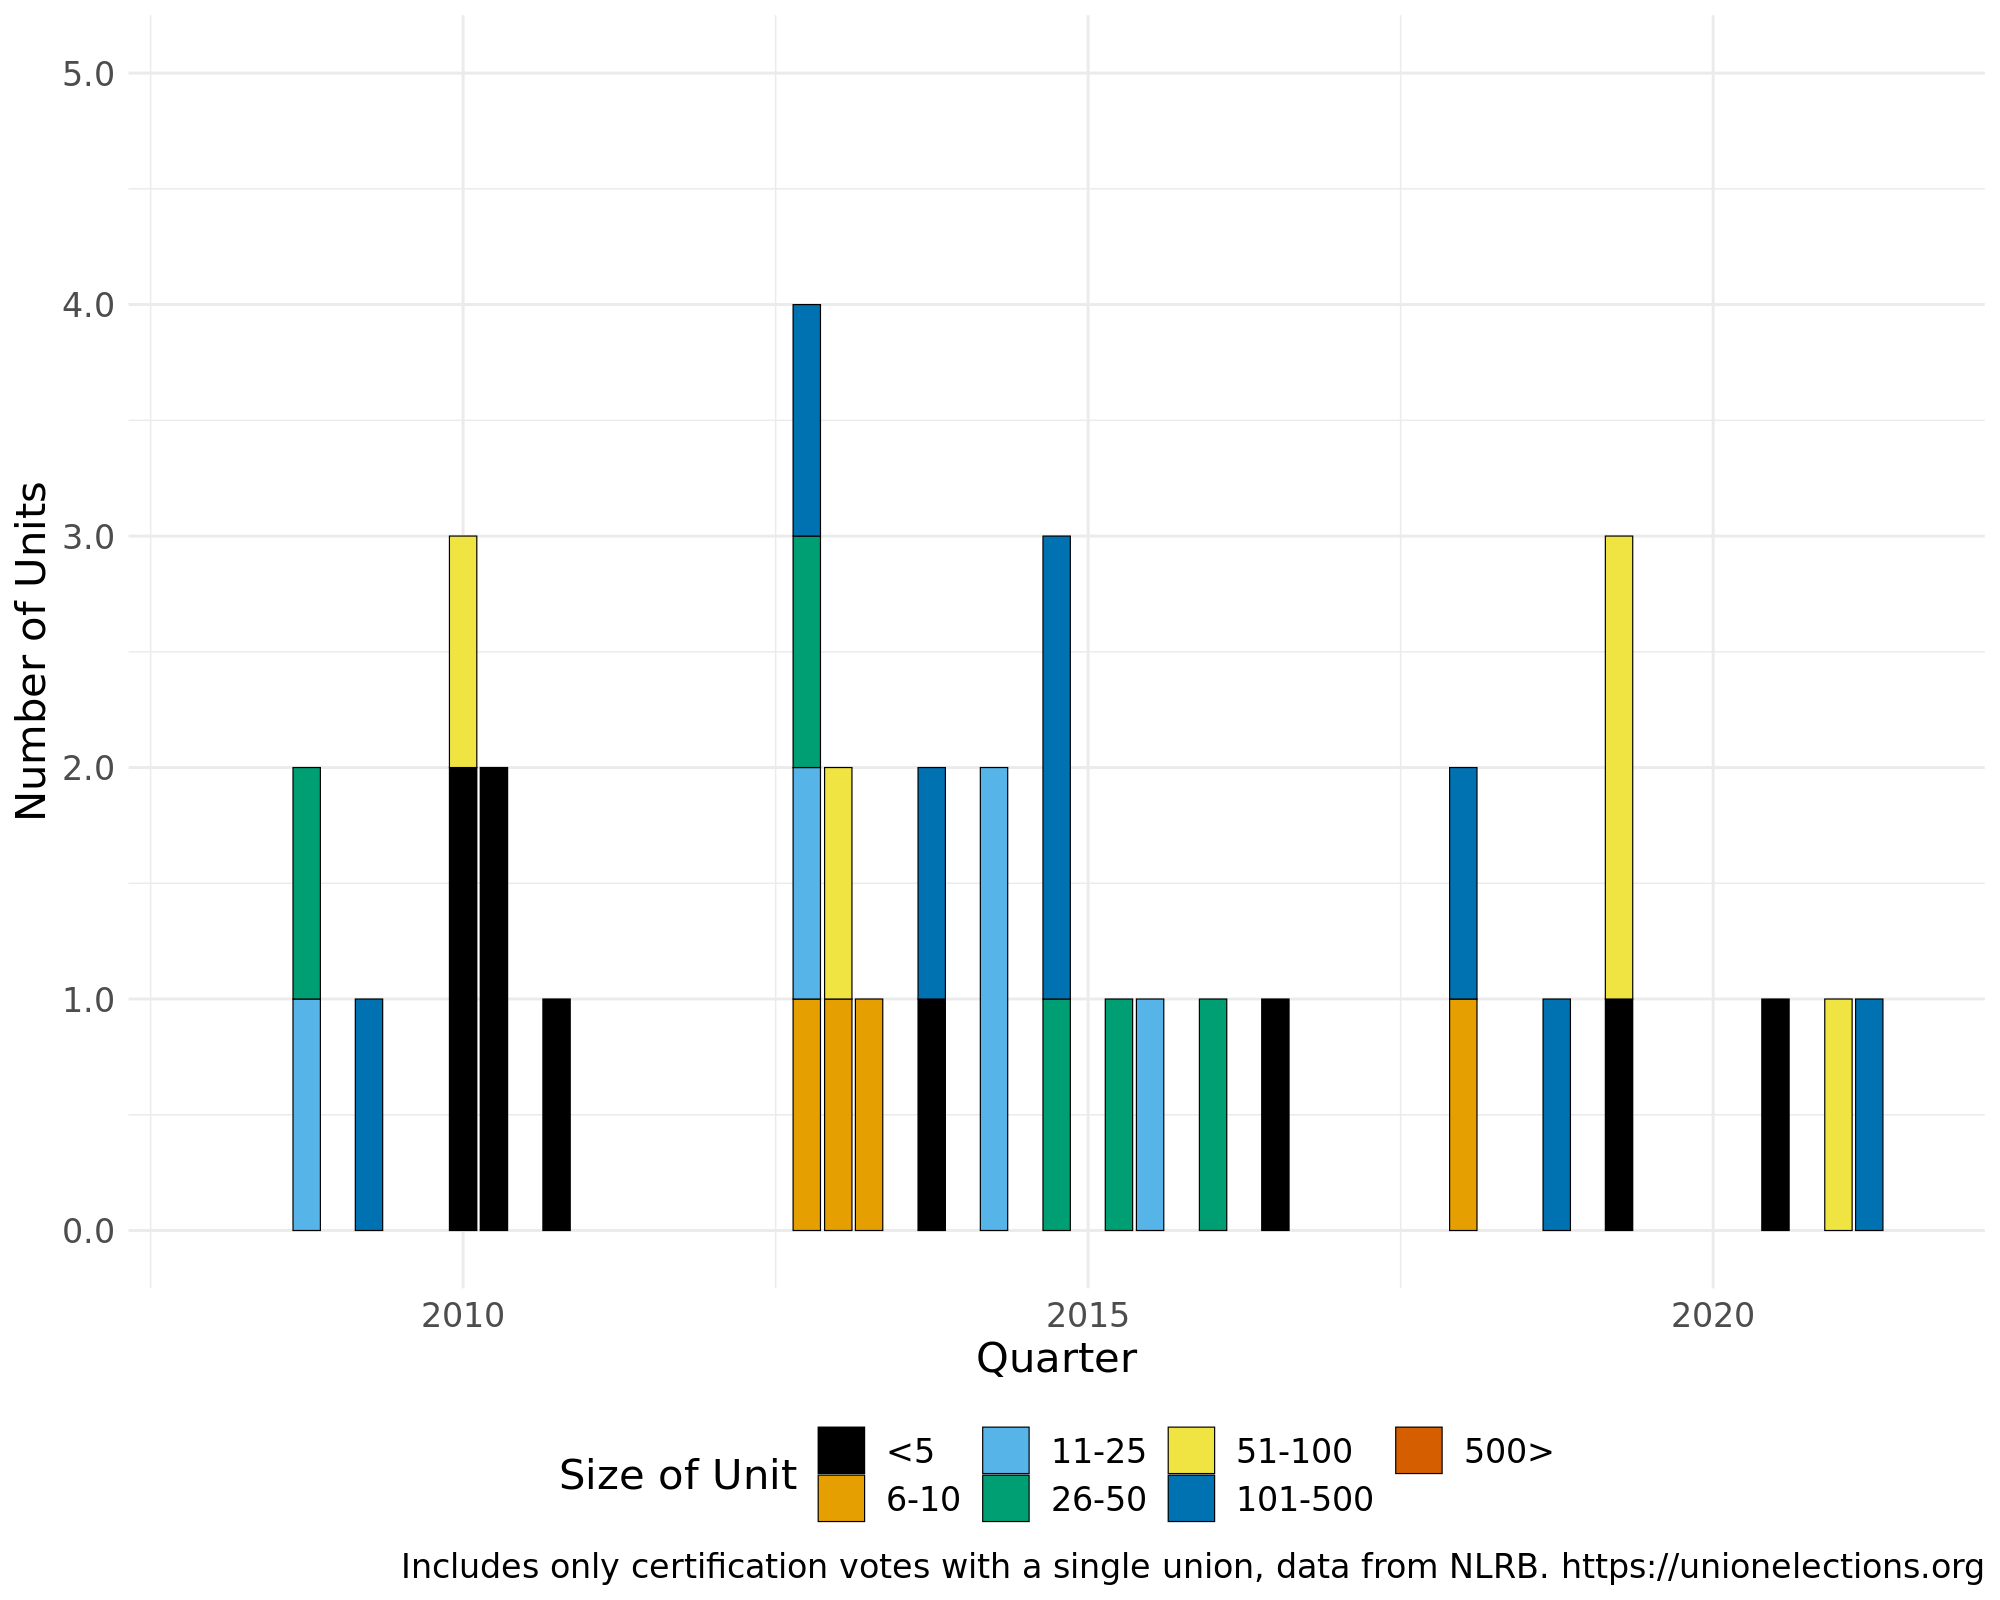 5.0
4.0
3.0
2.0
1.0
0.0
Number of Units
2010 2015 2020
Quarter
Size of Unit
<5 11-25 51-100 500>
6-10 26-50 101-500
Includes only certification votes with a single union, data from NLRB. https://unionelections.org